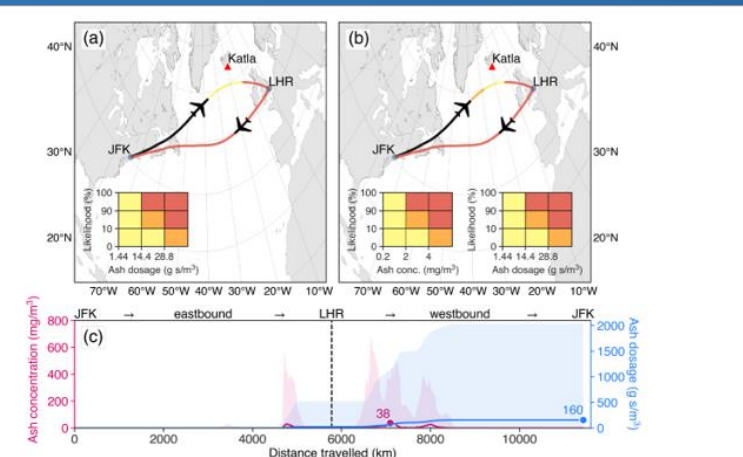 (a)
(b)
40°N
40°N
Katla
Katla
LHR
LHR
JFK
JFK
30°N
30°N
20°N
20°N
Likelihood (%)
100
90
10
0
1.44 14.4 28.8
Ash dosage (g s/m³)
Likelihood (%)
100
90
10
0
0.2 2 4
Ash conc. (mg/m³)
Likelihood (%)
100
90
10
0
1.44 14.4 28.8
Ash dosage (g s/m³)
70°W 60°W 50°W 40°W 30°W 20°W 10°W
70°W 60°W 50°W 40°W 30°W 20°W 10°W
JFK → eastbound → LHR → westbound → JFK
(c)
Ash concentration (mg/m³)
800
600
400
200
0
38
160
2000
1500
1000
500
0
Ash dosage (g s/m³)
0 2000 4000 6000 8000 10000
Distance travelled (km)